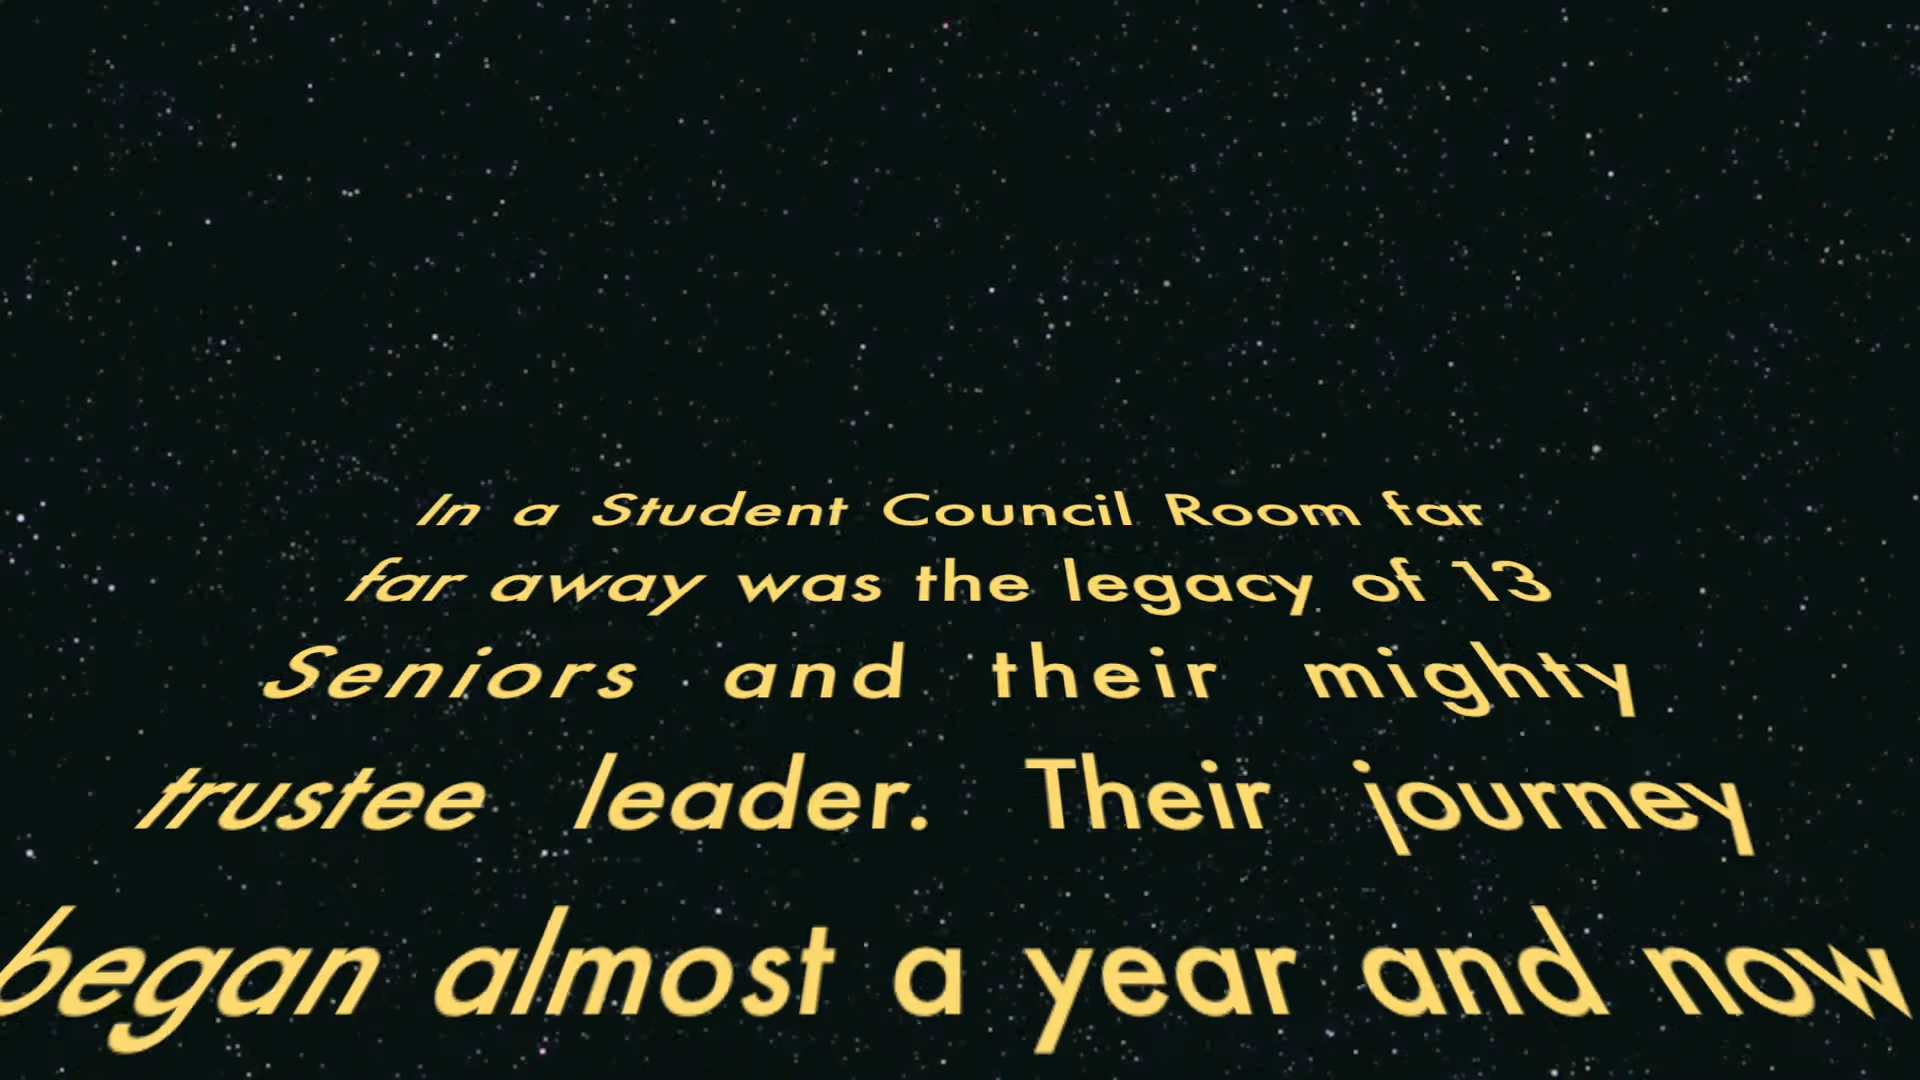 In a Student Council Room far
far away was the legacy of 13
Seniors and their mighty
trustee leader. Their journey
began almost a year and now